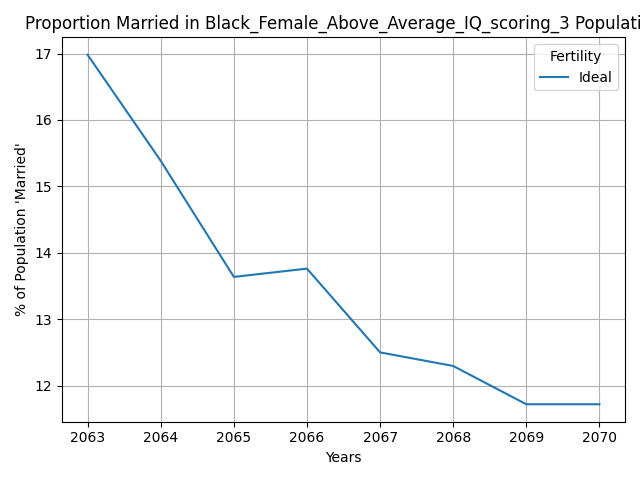 Proportion Married in Black_Female_Above_Average_IQ_scoring_3 Populati
Fertility
Ideal
% of Population 'Married'
17
16
15
14
13
12
2063 2064 2065 2066 2067 2068 2069 2070
Years